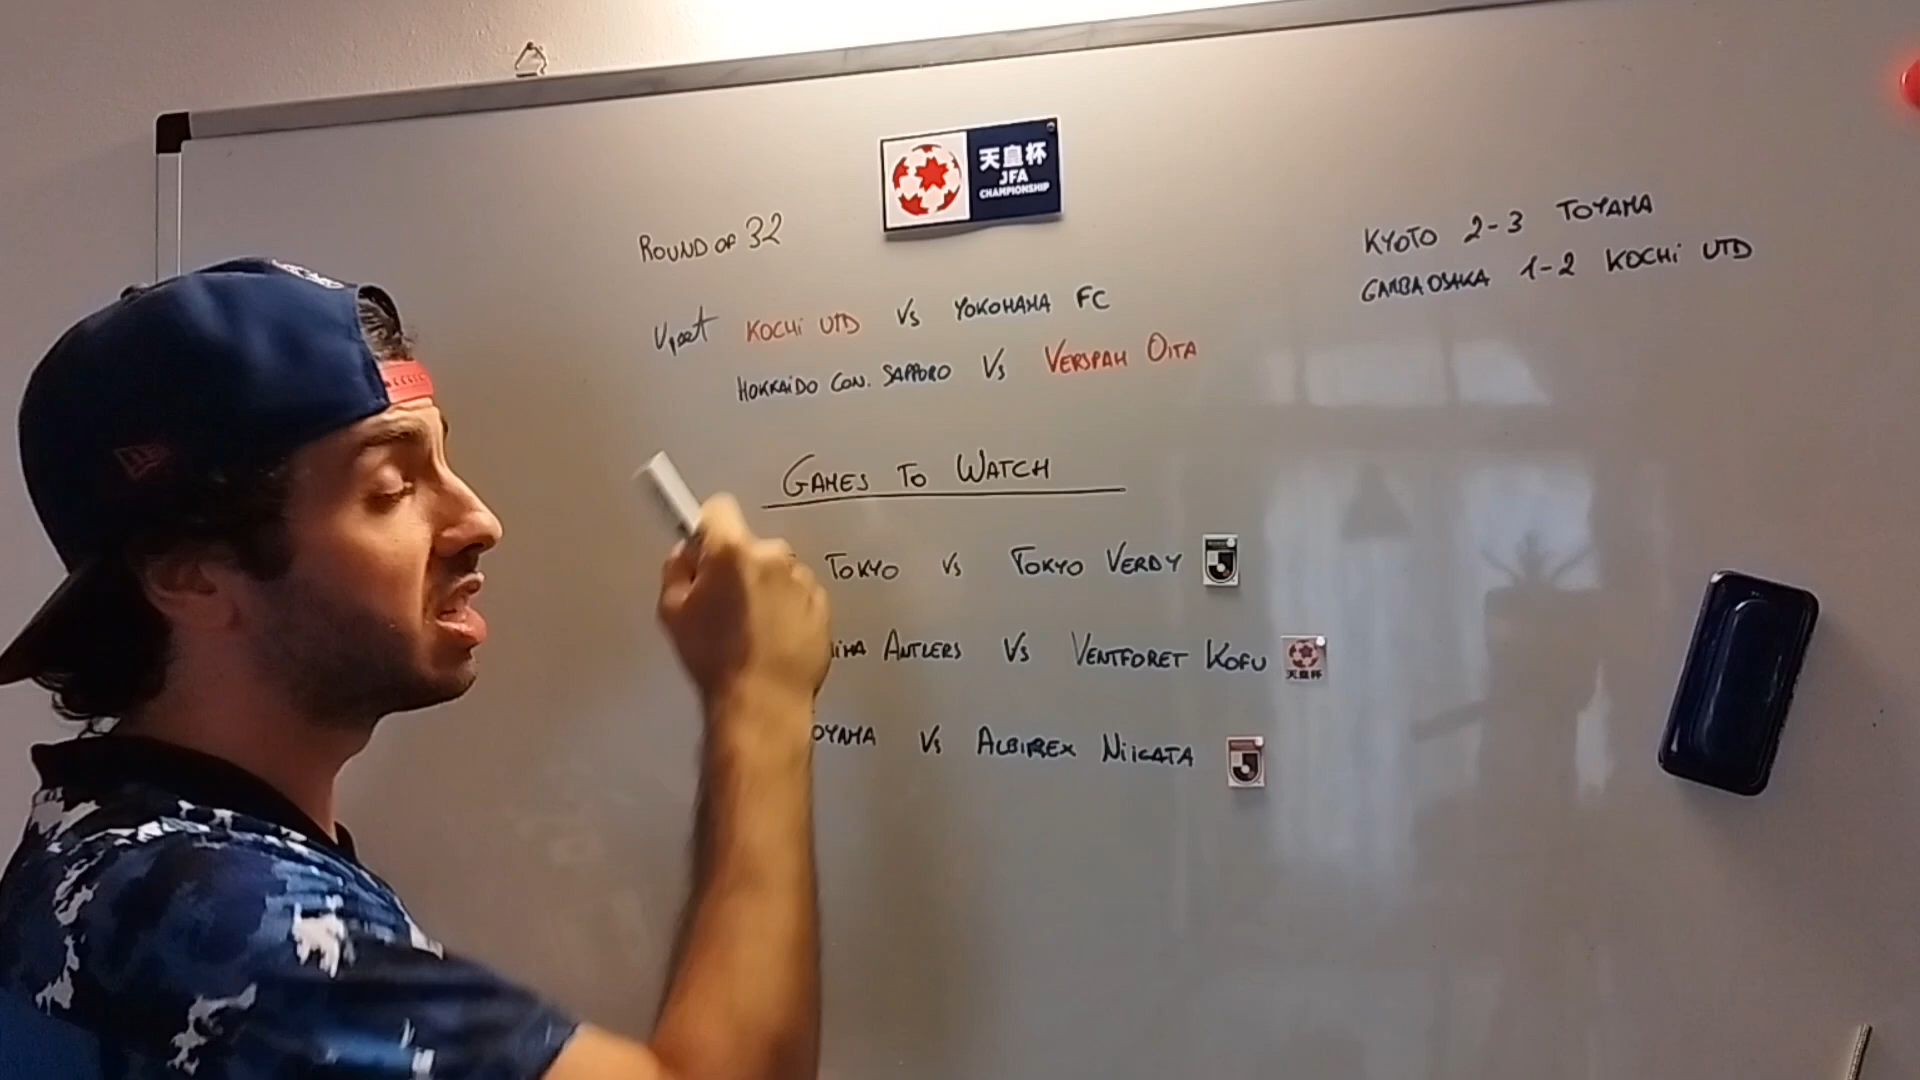 天皇杯
JFA
CHAMPIONSHIP
ROUND OF 32
Upset KOCHI UTD VS YOKOHAMA FC
HOKKAIDO CON. SAPPORO VS VERSPAH OITA
GAMES TO WATCH
TOKYO VS TOKYO VERDY
IMA ANTLERS VS VENTFORET KOFU
天皇杯
OYAMA VS ALBIREX NIIGATA
KYOTO 2-3 TOYAMA
GAMBA OSAKA 1-2 KOCHI UTD